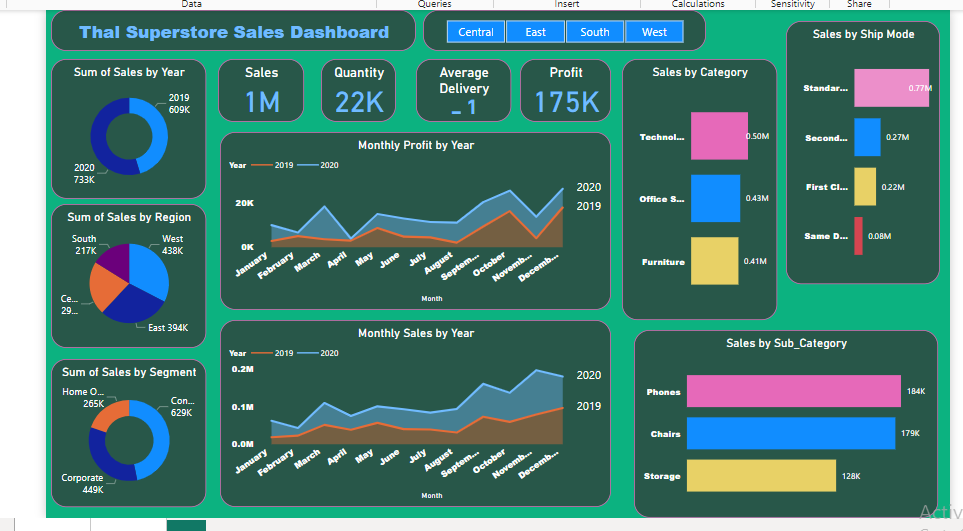 Data
Queries
Insert
Calculations
Sensitivity
Share
Thal Superstore Sales Dashboard
Central
East
South
West
Sales by Ship Mode
Standar...
0.77M
Second...
0.27M
First Cl...
0.22M
Same D...
0.08M
Sum of Sales by Year
2019
609K
2020
733K
Sales
1M
Quantity
22K
Average
Delivery
-1
Profit
175K
Sales by Category
Technol...
0.50M
Office S...
0.43M
Furniture
0.41M
Monthly Profit by Year
Year
2019
2020
20K
0K
2020
2019
January
February
March
April
May
June
July
August
Septem...
October
Novemb...
Decemb...
Month
Sum of Sales by Region
South
217K
West
438K
Ce...
29...
East 394K
Monthly Sales by Year
Year
2019
2020
0.2M
0.1M
0.0M
2020
2019
January
February
March
April
May
June
July
August
Septem...
October
Novemb...
Decemb...
Month
Sum of Sales by Segment
Home O...
265K
Con...
629K
Corporate
449K
Sales by Sub_Category
Phones
184K
Chairs
179K
Storage
128K
Activ